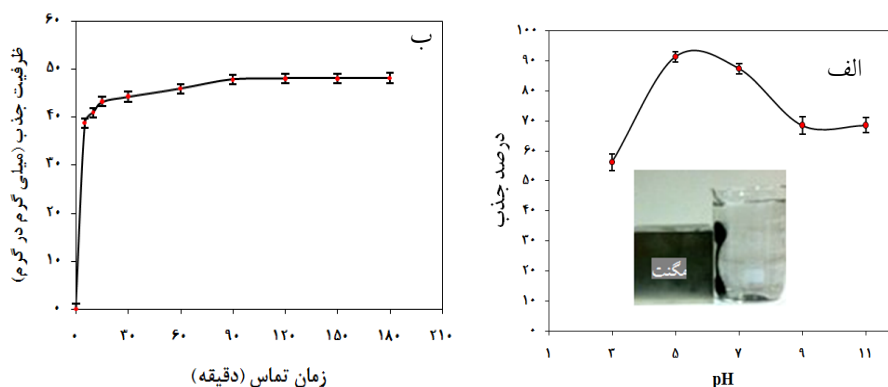 الف
درصد جذب
۱۰۰
۹۰
۸۰
۷۰
۶۰
۵۰
۴۰
۳۰
۲۰
۱۰
۰
مگنت
۱ ۳ ۵ ۷ ۹ ۱۱
pH
ب
ظرفیت جذب (میلی گرم در گرم)
۶۰
۵۰
۴۰
۳۰
۲۰
۱۰
۰
۰ ۳۰ ۶۰ ۹۰ ۱۲۰ ۱۵۰ ۱۸۰ ۲۱۰
زمان تماس (دقیقه)